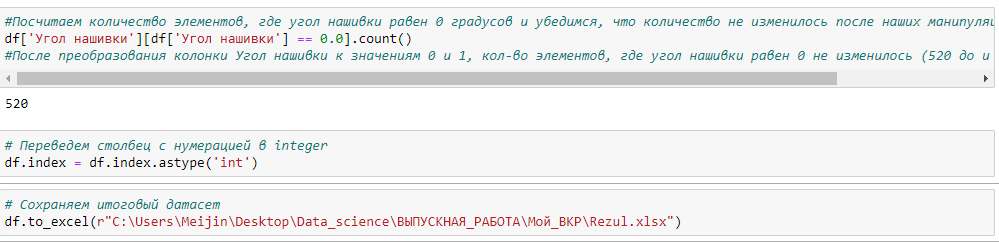 #Посчитаем количество элементов, где угол нашивки равен 0 градусов и убедимся, что количество не изменилось после наших
df['Угол нашивки'][df['Угол нашивки'] == 0.0].count()
#После преобразования колонки Угол нашивки к значениям 0 и 1, кол-во элементов, где угол нашивки равен 0 не изменилось (520 до и
520
# Переведем столбец с нумерацией в integer
df.index = df.index.astype('int')
# Сохраняем итоговый датасет
df.to_excel(r"C:\Users\Meijin\Desktop\Data_science\ВЫПУСКНАЯ_РАБОТА\Мой_ВКР\Rezul.xlsx")